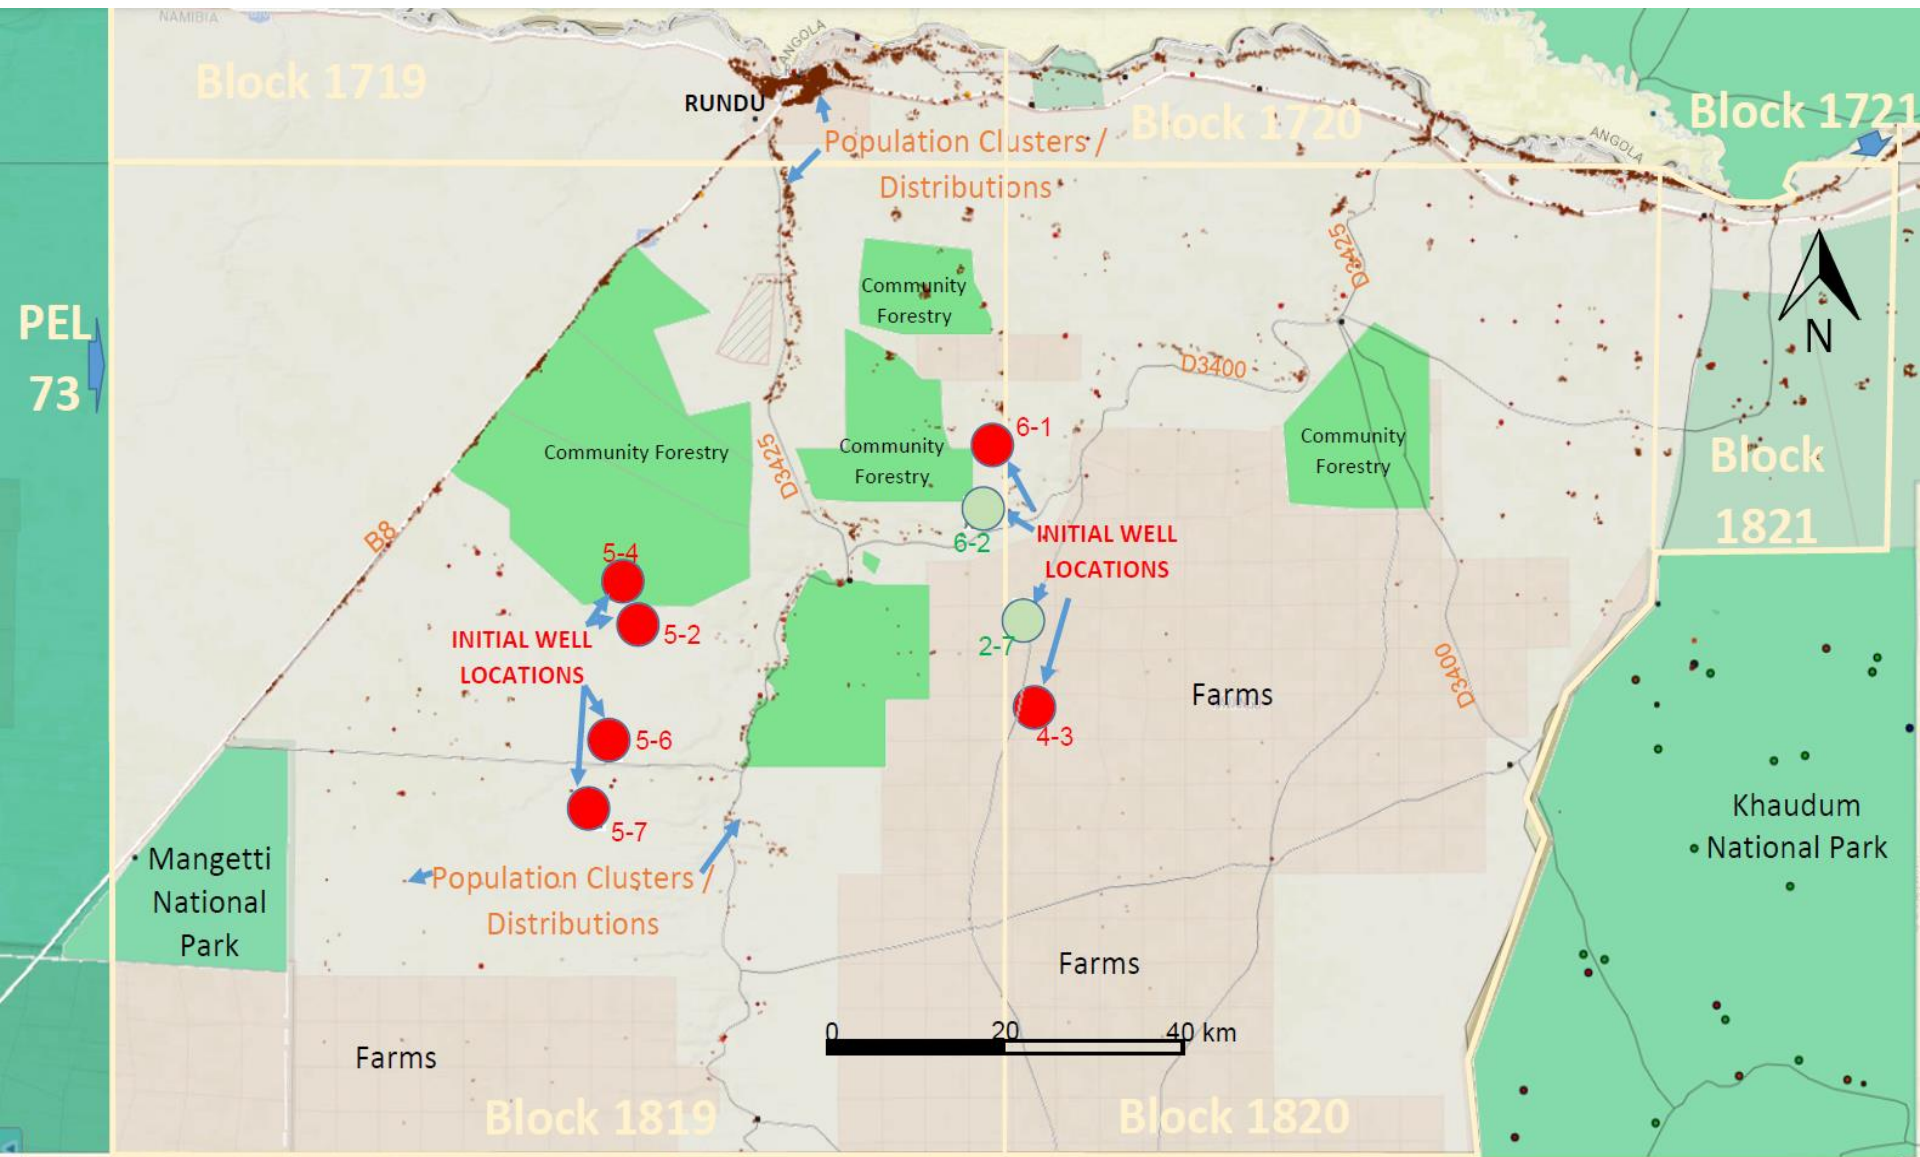 NAMIBIA
ANGOLA
Block 1719
RUNDU
Block 1720
Block 1721
ANGOLA
Population Clusters /
Distributions
PEL
73
N
D3425
Community
Forestry
D3400
Community Forestry
D3425
Community
Forestry
6-1
Community
Forestry
Block
1821
B8
6-2
INITIAL WELL
LOCATIONS
5-4
5-2
INITIAL WELL
LOCATIONS
2-7
D3400
Farms
5-6
4-3
5-7
Khaudum
National Park
Mangetti
National
Park
Population Clusters /
Distributions
Farms
0 20 40 km
Farms
Block 1819
Block 1820